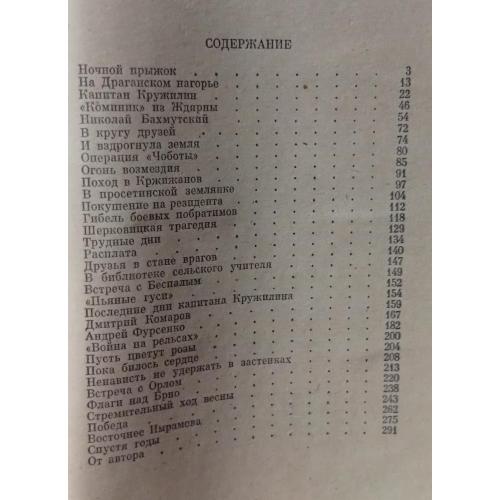 СОДЕРЖАНИЕ
Ночной прыжок . . . . . . . . 3
На Драганском нагорье . . . . . . . . 13
Капитан Кружилин . . . . . . . . 22
«Коминик» из Ждярны . . . . . . . . 46
Николай Бахмутский . . . . . . . . 54
В кругу друзей . . . . . . . . 72
И вздрогнула земля . . . . . . . . 74
Операция «Чоботы» . . . . . . . . 80
Огонь возмездия . . . . . . . . 85
Поход в Кржижанов . . . . . . . . 91
В просетинской землянке . . . . . . . . 97
Покушение на резидента . . . . . . . . 104
Гибель боевых побратимов . . . . . . . . 112
Шерковицкая трагедия . . . . . . . . 118
Трудные дни . . . . . . . . 129
Расплата . . . . . . . . 134
Друзья в стане врагов . . . . . . . . 140
В библиотеке сельского учителя . . . . . . . . 147
Встреча с Беспалым . . . . . . . . 149
«Пьяные гуси» . . . . . . . . 152
Последние дни капитана Кружилина . . . . . . . . 154
Дмитрий Комаров . . . . . . . . 159
Андрей Фурсенко . . . . . . . . 167
«Война на рельсах» . . . . . . . . 182
Пусть цветут розы . . . . . . . . 200
Пока билось сердце . . . . . . . . 204
Ненависть не удержать в застенках . . . . . . . . 208
Встреча с Орлом . . . . . . . . 213
Флаги над Брно . . . . . . . . 220
Стремительный ход весны . . . . . . . . 238
Победа . . . . . . . . 243
Восточнее Имрамова . . . . . . . . 262
Спустя годы . . . . . . . . 275
От автора . . . . . . . . 291